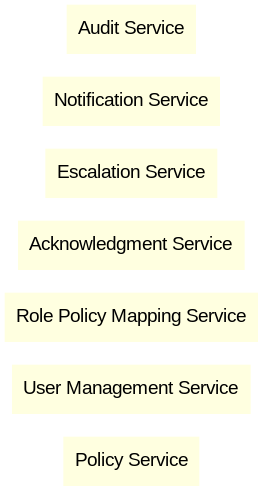 Audit Service
Notification Service
Escalation Service
Acknowledgment Service
Role Policy Mapping Service
User Management Service
Policy Service